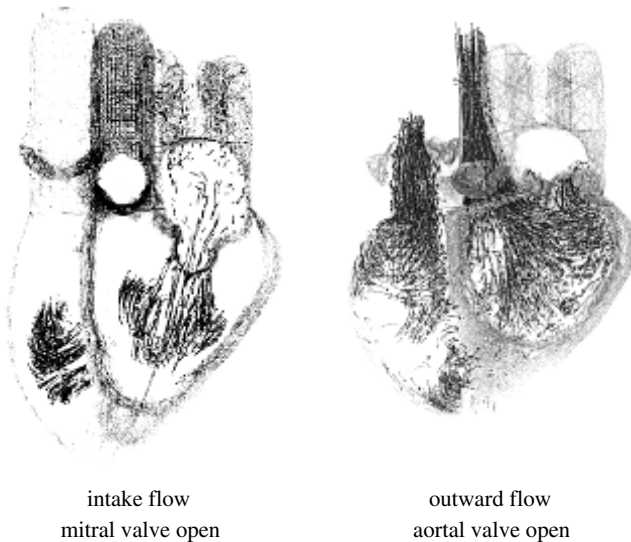 intake flow
mitral valve open
outward flow
aortal valve open